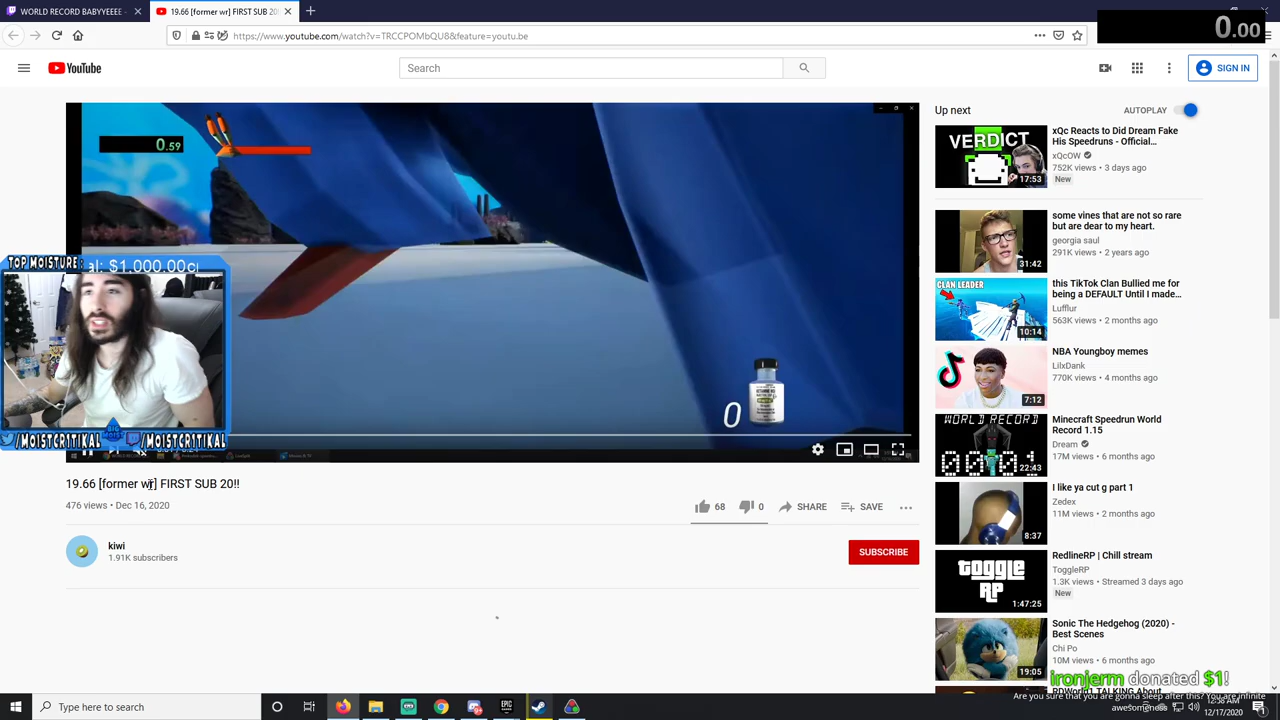 WORLD RECORD BABYYEEEE -
19.66 [former wr] FIRST SUB 20!
0.00
https://www.youtube.com/watch?v=TRCCPOMbQU8&feature=youtu.be
YouTube
Search
SIGN IN
0.59
0
TOP MOISTURE:
al: $1,000.00
/MOISTCRITIKAL
/MOISTCRITIKAL
19.66 [former wr] FIRST SUB 20!!
476 views • Dec 16, 2020
68
0
SHARE
SAVE
kiwi
1.91K subscribers
SUBSCRIBE
Up next
AUTOPLAY
VERDICT
17:53
xQc Reacts to Did Dream Fake
His Speedruns - Official…
xQcOW
752K views • 3 days ago
New
31:42
some vines that are not so rare
but are dear to my heart.
georgia saul
291K views • 2 years ago
CLAN LEADER
10:14
this TikTok Clan Bullied me for
being a DEFAULT Until I made…
Lufflur
563K views • 2 months ago
7:12
NBA Youngboy memes
LilxDank
770K views • 4 months ago
WORLD RECORD
22:43
Minecraft Speedrun World
Record 1.15
Dream
17M views • 6 months ago
8:37
I like ya cut g part 1
Zedex
11M views • 2 months ago
toggle
RP
1:47:25
RedlineRP | Chill stream
ToggleRP
1.3K views • Streamed 3 days ago
New
19:05
Sonic The Hedgehog (2020) -
Best Scenes
Chi Po
10M views • 6 months ago
ironjerm donated $1!
Are you sure that you are gonna sleep after this? You are infinite
awesomeness
Type here to search
12:58 AM
12/17/2020